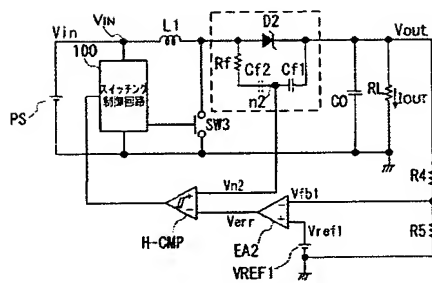 Vin
VIN
L1
D2
Vout
100
Rf
Cf2
Cf1
n2
スイッチング
制御回路
PS
SW3
CO
RL
IOUT
R4
Vn2
Vfb1
Verr
H-CMP
EA2
Vref1
VREF1
R5